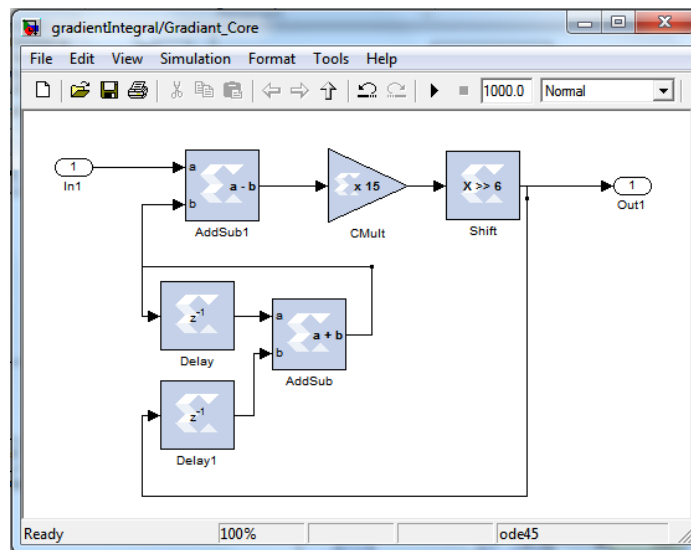 gradientIntegral/Gradiant_Core
File Edit View Simulation Format Tools Help
1000.0 Normal
1
In1
a
b
a - b
AddSub1
x 15
CMult
X >> 6
Shift
1
Out1
z-1
Delay
a
b
a + b
AddSub
z-1
Delay1
Ready 100% ode45